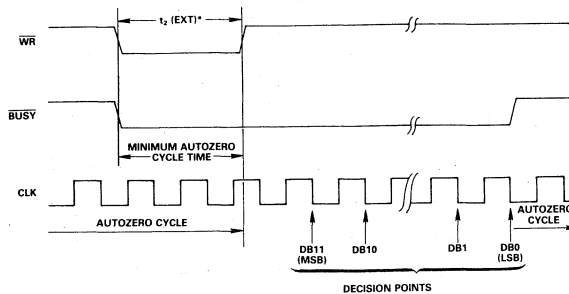 t₂ (EXT)*
WR
BUSY
MINIMUM AUTOZERO
CYCLE TIME
CLK
AUTOZERO CYCLE
AUTOZERO
CYCLE
DB11
(MSB)
DB10
DB1
DB0
(LSB)
DECISION POINTS